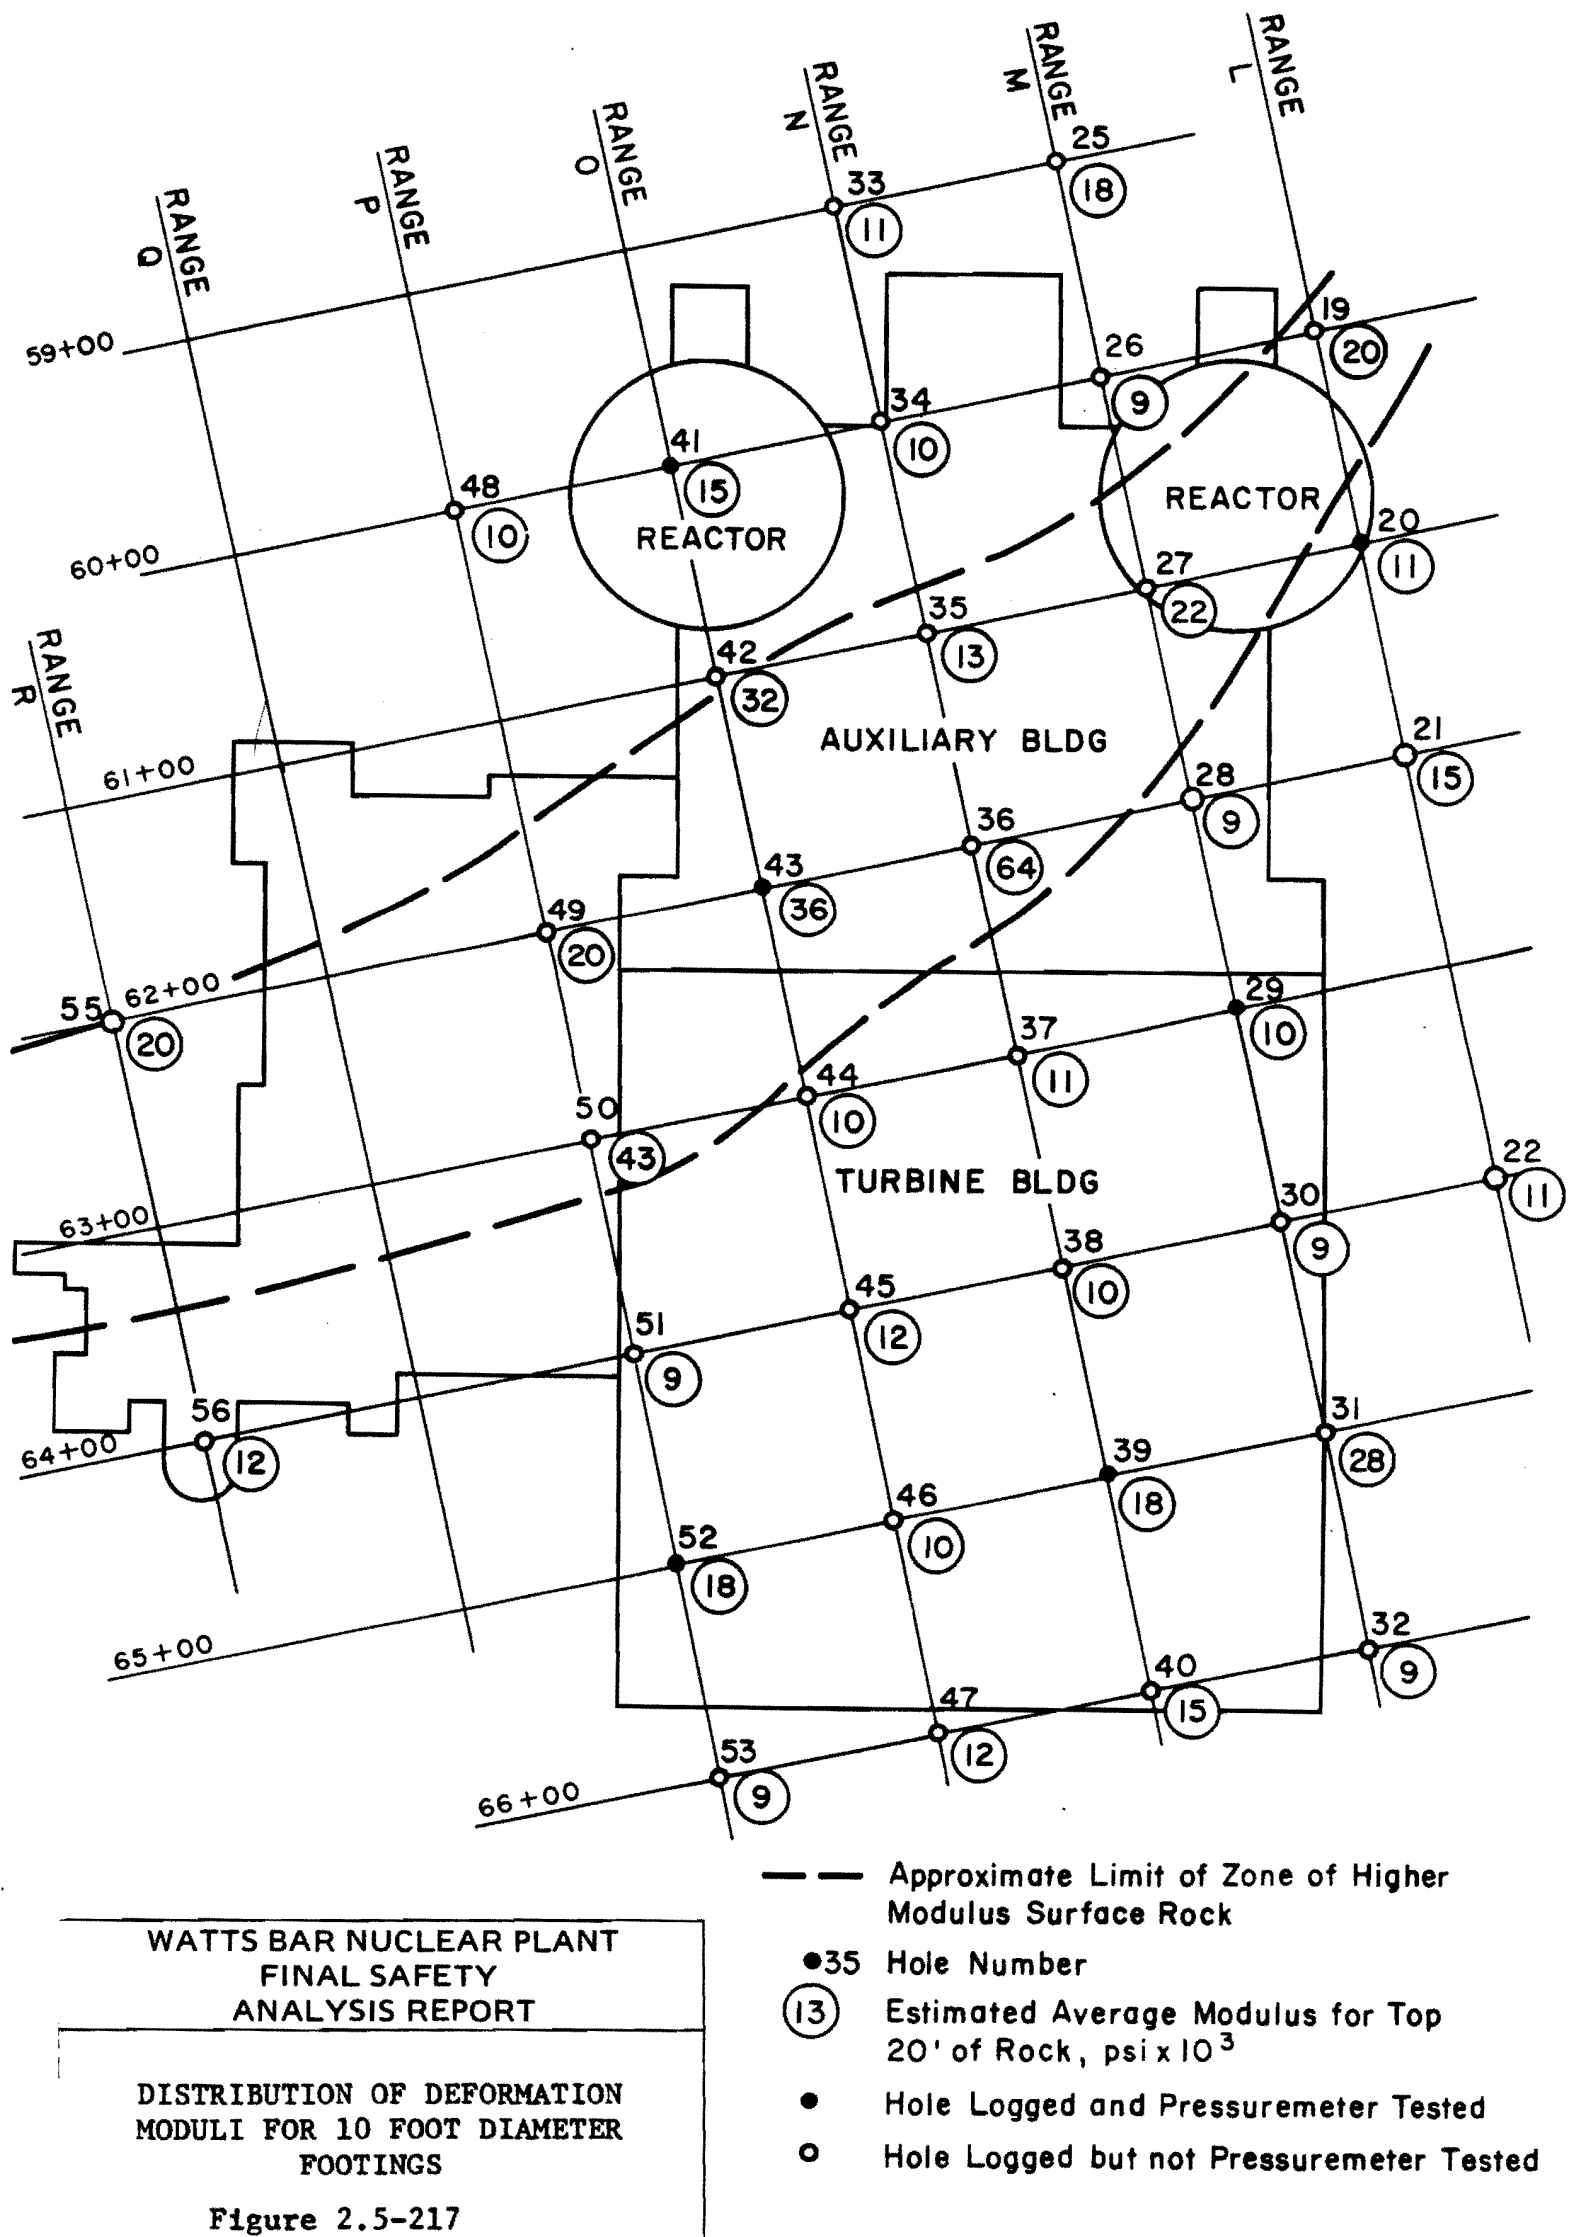 RANGE
L
RANGE
M
RANGE
N
RANGE
O
RANGE
P
RANGE
Q
RANGE
R
25
18
33
11
59+00
19
20
26
9
34
10
41
15
48
10
60+00
REACTOR
REACTOR
20
11
27
22
35
13
42
32
61+00
AUXILIARY BLDG
21
15
28
9
36
64
43
36
49
20
62+00
55
20
29
10
37
11
44
10
50
43
63+00
TURBINE BLDG
22
11
30
9
38
10
45
12
51
9
56
12
64+00
31
28
39
18
46
10
52
18
65+00
32
9
40
15
47
12
53
9
66+00
Approximate Limit of Zone of Higher
Modulus Surface Rock
●35 Hole Number
13 Estimated Average Modulus for Top
20' of Rock, psi x 10³
Hole Logged and Pressuremeter Tested
Hole Logged but not Pressuremeter Tested
WATTS BAR NUCLEAR PLANT
FINAL SAFETY
ANALYSIS REPORT
DISTRIBUTION OF DEFORMATION
MODULI FOR 10 FOOT DIAMETER
FOOTINGS
Figure 2.5-217